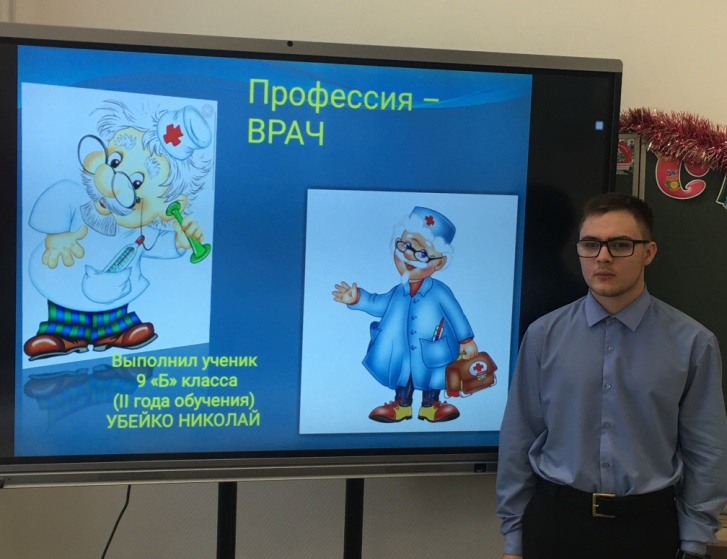 Профессия –
ВРАЧ
Выполнил ученик
9 «Б» класса
(II года обучения)
УБЕЙКО НИКОЛАЙ
С